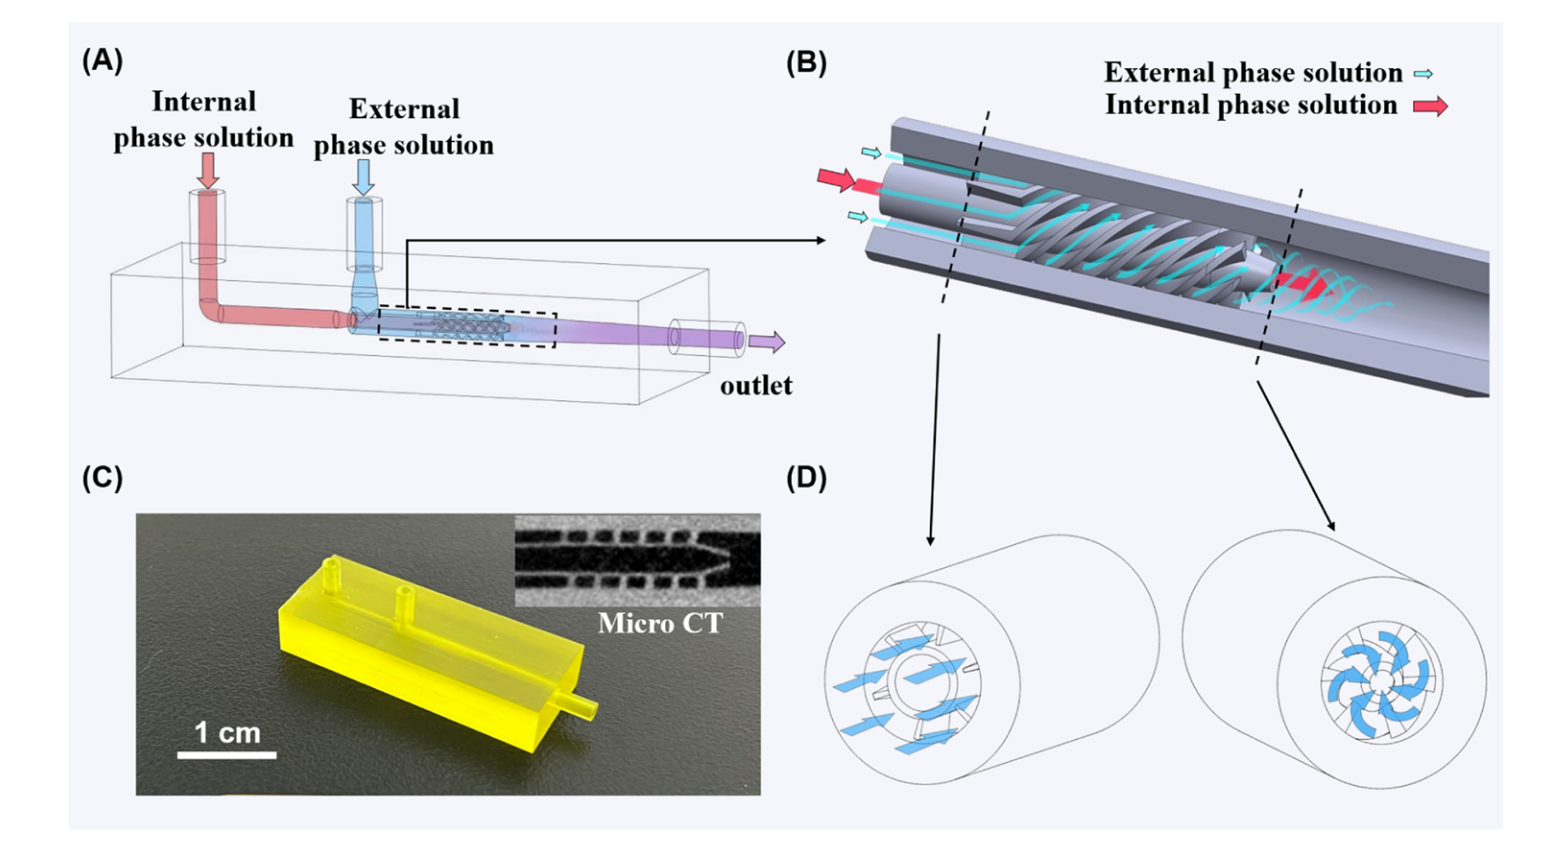 (A)
Internal
phase solution
External
phase solution
outlet
(B)
External phase solution
Internal phase solution
(C)
Micro CT
1 cm
(D)